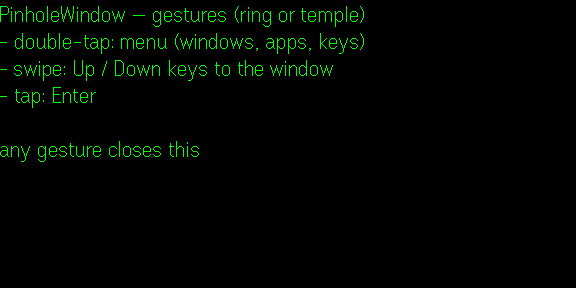 PinholeWindow — gestures (ring or temple)
- double-tap: menu (windows, apps, keys)
- swipe: Up / Down keys to the window
- tap: Enter

any gesture closes this